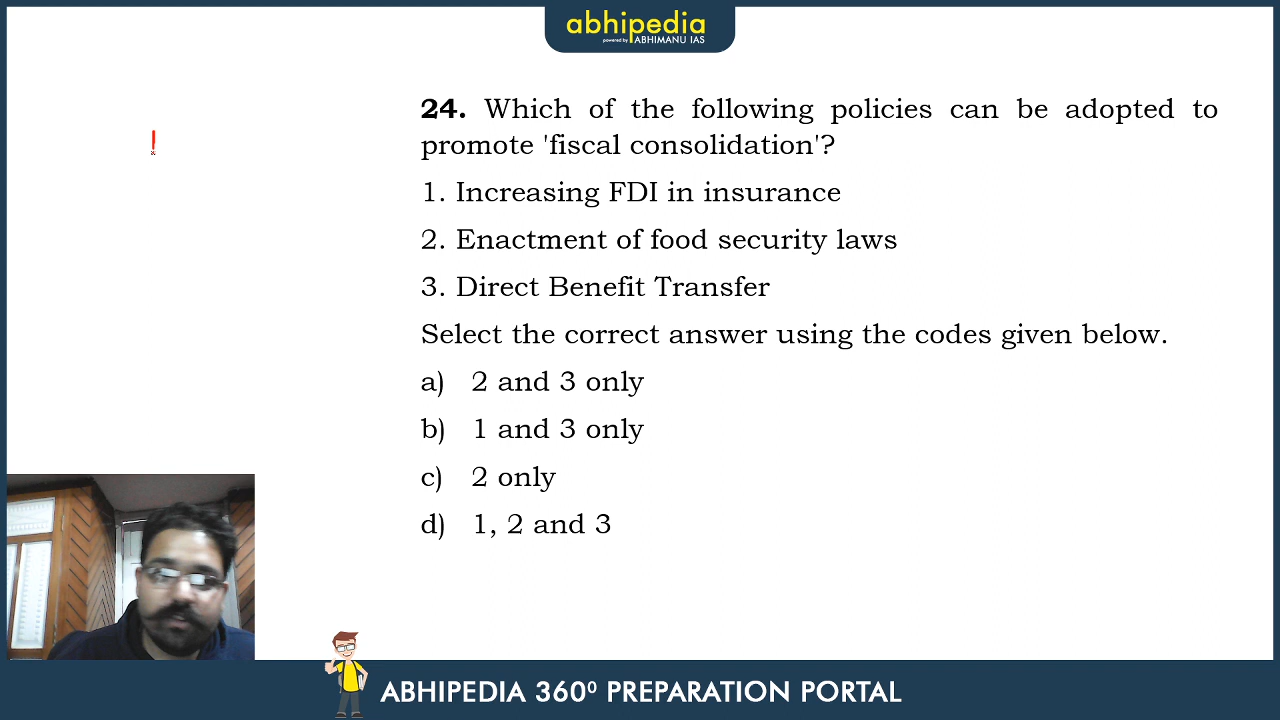 abhipedia
powered by ABHIMANU IAS
24. Which of the following policies can be adopted to
promote 'fiscal consolidation'?
1. Increasing FDI in insurance
2. Enactment of food security laws
3. Direct Benefit Transfer
Select the correct answer using the codes given below.
a) 2 and 3 only
b) 1 and 3 only
c) 2 only
d) 1, 2 and 3
ABHIPEDIA 360⁰ PREPARATION PORTAL